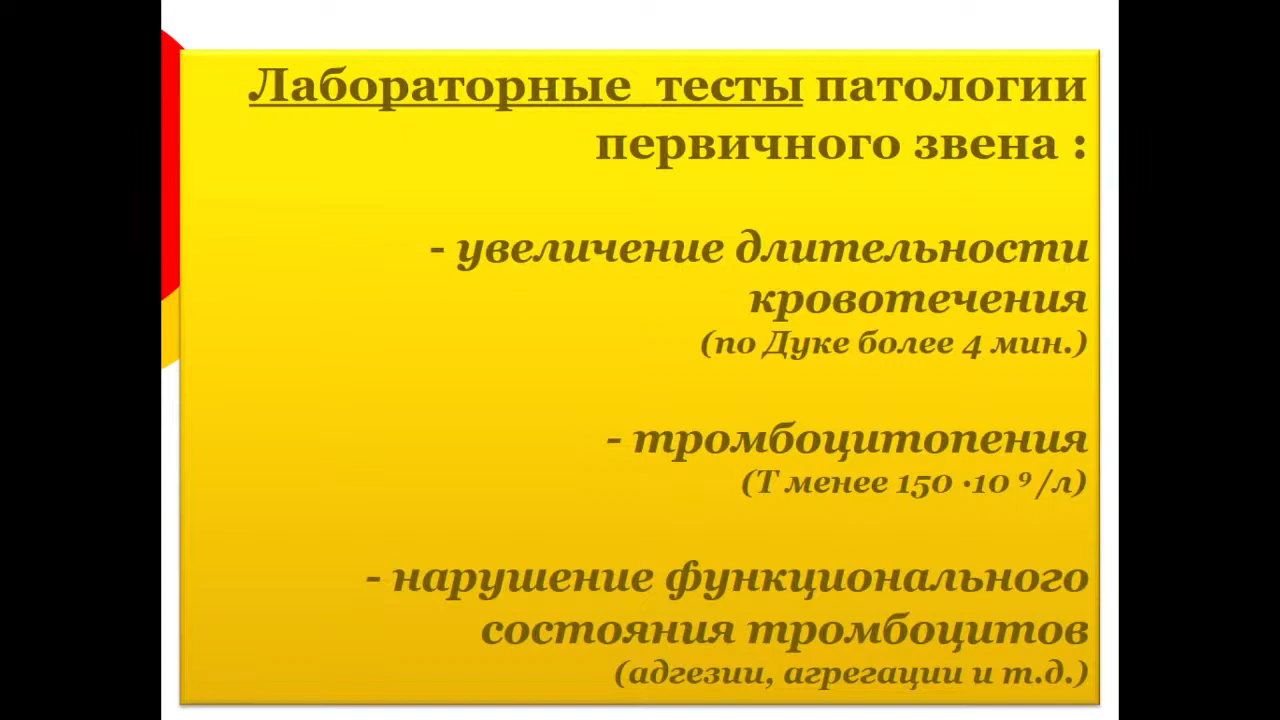 Лабораторные тесты патологии
первичного звена :
- увеличение длительности
кровотечения
(по Дуке более 4 мин.)
- тромбоцитопения
(Т менее 150 ·10 ⁹ /л)
- нарушение функционального
состояния тромбоцитов
(адгезии, агрегации и т.д.)